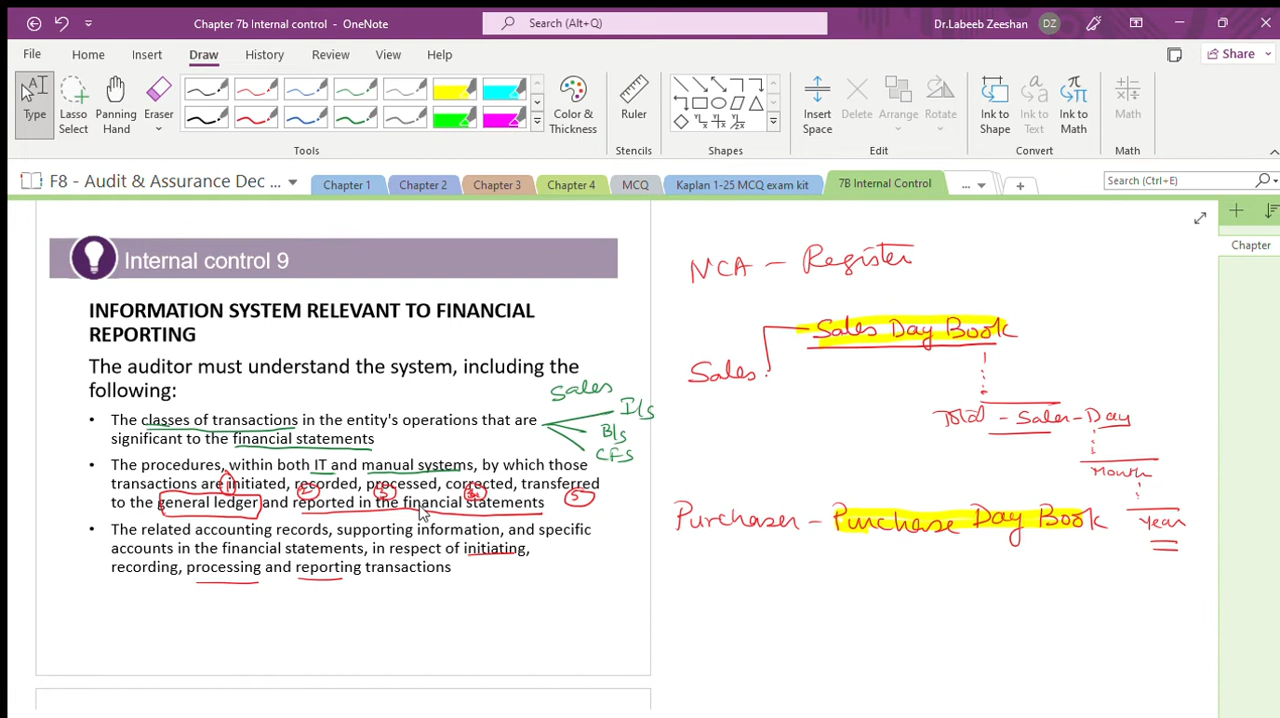 Chapter 7b Internal control - OneNote
Search (Alt+Q)
Dr.Labeeb Zeeshan
DZ
File
Home
Insert
Draw
History
Review
View
Help
Share
Type
Lasso Select
Panning Hand
Eraser
Color & Thickness
Ruler
Insert Space
Delete
Arrange
Rotate
Ink to Shape
Ink to Text
Ink to Math
Math
Tools
Stencils
Shapes
Edit
Convert
Math
F8 - Audit & Assurance Dec ...
Chapter 1
Chapter 2
Chapter 3
Chapter 4
MCQ
Kaplan 1-25 MCQ exam kit
7B Internal Control
...
Search (Ctrl+E)
Chapter
Internal control 9
INFORMATION SYSTEM RELEVANT TO FINANCIAL
REPORTING
The auditor must understand the system, including the
following:
• The classes of transactions in the entity's operations that are
significant to the financial statements
• The procedures, within both IT and manual systems, by which those
transactions are initiated, recorded, processed, corrected, transferred
to the general ledger and reported in the financial statements
• The related accounting records, supporting information, and specific
accounts in the financial statements, in respect of initiating,
recording, processing and reporting transactions
Sales
I/s
B/s
CFs
1
2
3
5
NCA - Register
Sales Day Book
Sales
Total - Sales - Day
Month
Year
Purchases - Purchase Day Book